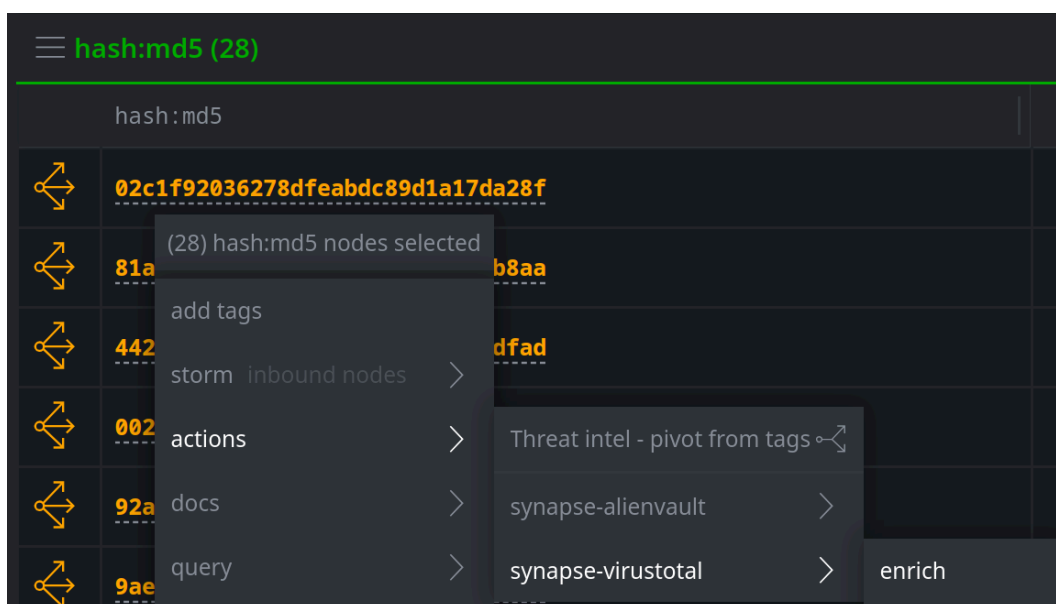 hash:md5 (28)
hash:md5
02c1f92036278dfeabdc89d1a17da28f
(28) hash:md5 nodes selected
81a b8aa
add tags
442 dfad
storm inbound nodes
002
actions
Threat intel - pivot from tags
92a
docs
synapse-alienvault
query
synapse-virustotal
enrich
9ae